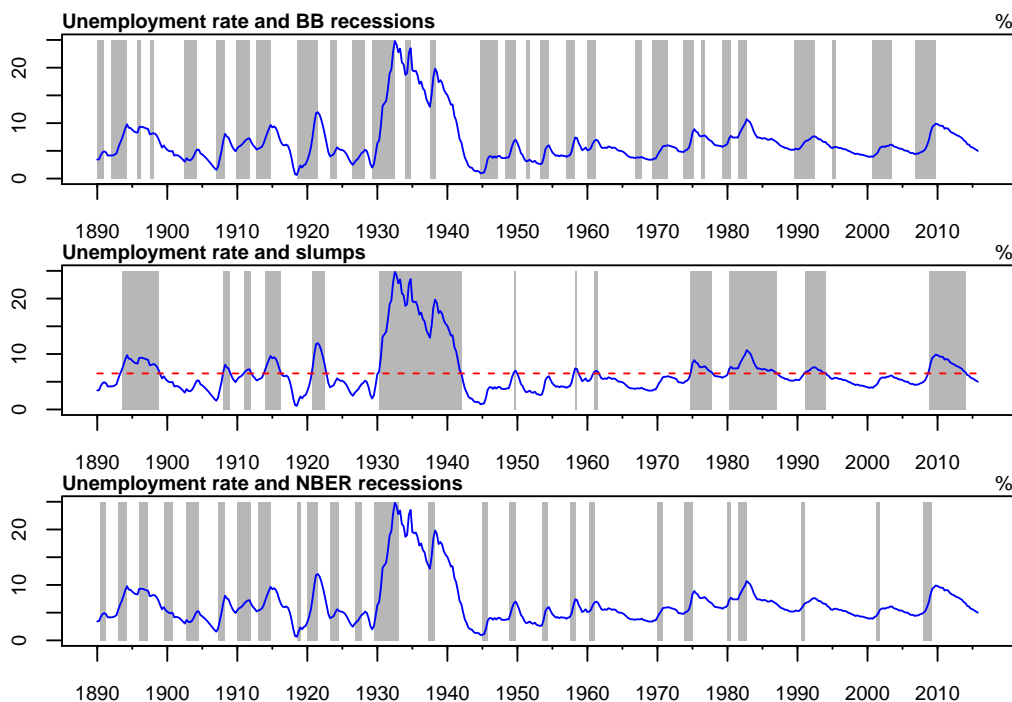 Unemployment rate and BB recessions %
0 10 20
1890 1900 1910 1920 1930 1940 1950 1960 1970 1980 1990 2000 2010
Unemployment rate and slumps %
0 10 20
1890 1900 1910 1920 1930 1940 1950 1960 1970 1980 1990 2000 2010
Unemployment rate and NBER recessions %
0 10 20
1890 1900 1910 1920 1930 1940 1950 1960 1970 1980 1990 2000 2010